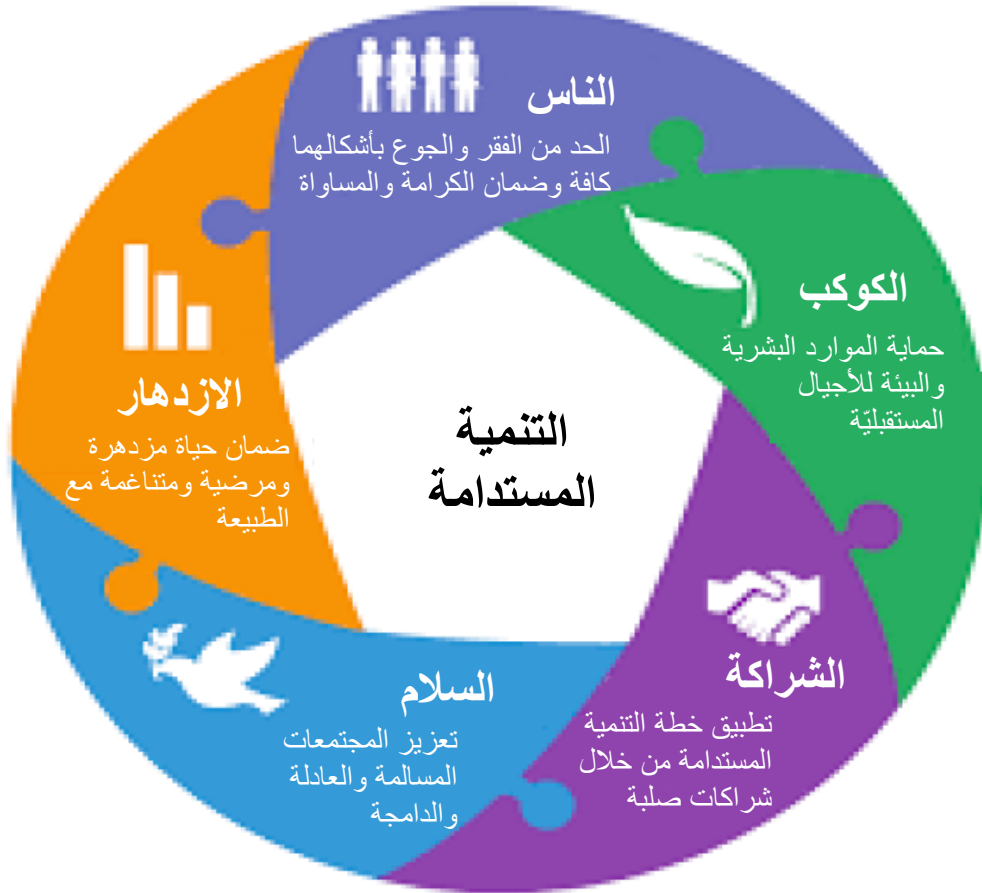 الناس
الحد من الفقر والجوع بأشكالهما
كافة وضمان الكرامة والمساواة
الكوكب
حماية الموارد البشرية
والبيئة للأجيال
المستقبليّة
الشراكة
تطبيق خطة التنمية
المستدامة من خلال
شراكات صلبة
السلام
تعزيز المجتمعات
المسالمة والعادلة
والدامجة
الازدهار
ضمان حياة مزدهرة
ومرضية ومتناغمة مع
الطبيعة
التنمية
المستدامة